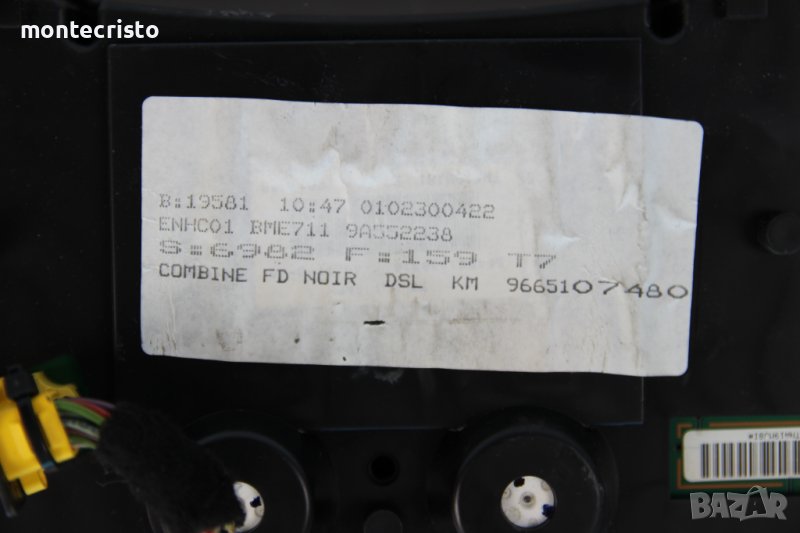 montecristo
B:19581 10:47 0102300422
ENHC01 BME711 9A552238
S:6982 F:159 T7
COMBINE FD NOIR DSL KM 9665107480
BAZAR